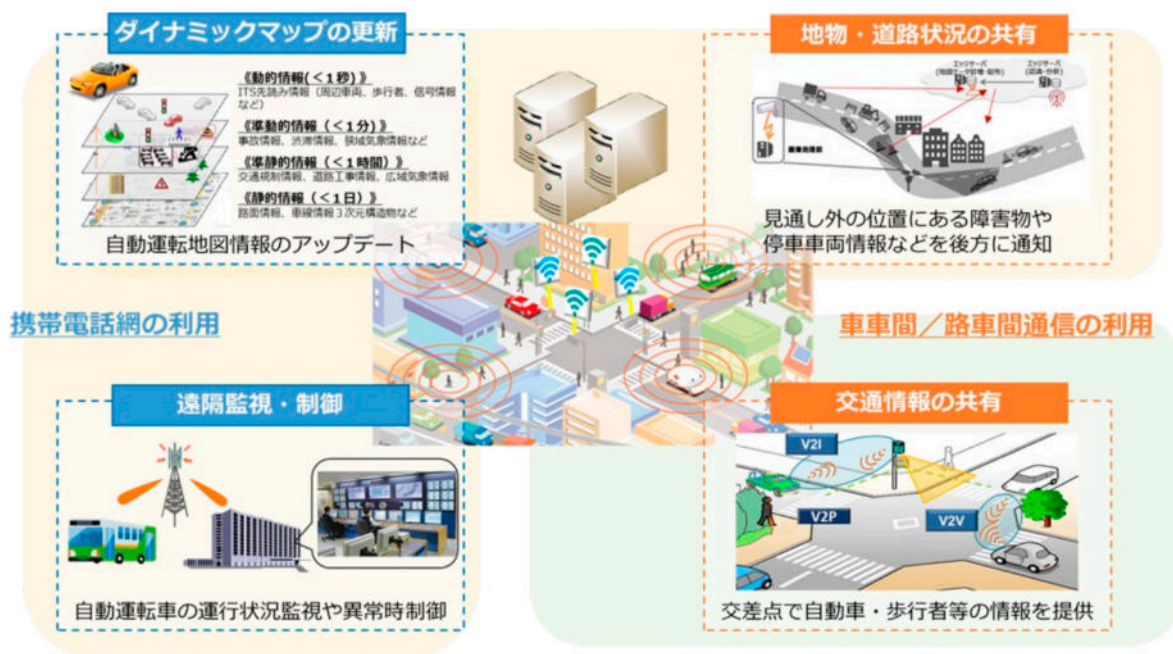 ダイナミックマップの更新
《動的情報(<1秒)》
ITS先読み情報（周辺車両、歩行者、信号情報
など）
《準動的情報（<1分)》
事故情報、渋滞情報、狭域気象情報など
《準静的情報（<1時間）》
交通規制情報、道路工事情報、広域気象情報
《静的情報（<1日）》
路面情報、車線情報３次元構造物など
自動運転地図情報のアップデート
地物・道路状況の共有
エッジサーバ
エッジサーバ
見通し外の位置にある障害物や
停車車両情報などを後方に通知
携帯電話網の利用
車車間／路車間通信の利用
遠隔監視・制御
自動運転車の運行状況監視や異常時制御
交通情報の共有
V2I
V2P
V2V
交差点で自動車・歩行者等の情報を提供